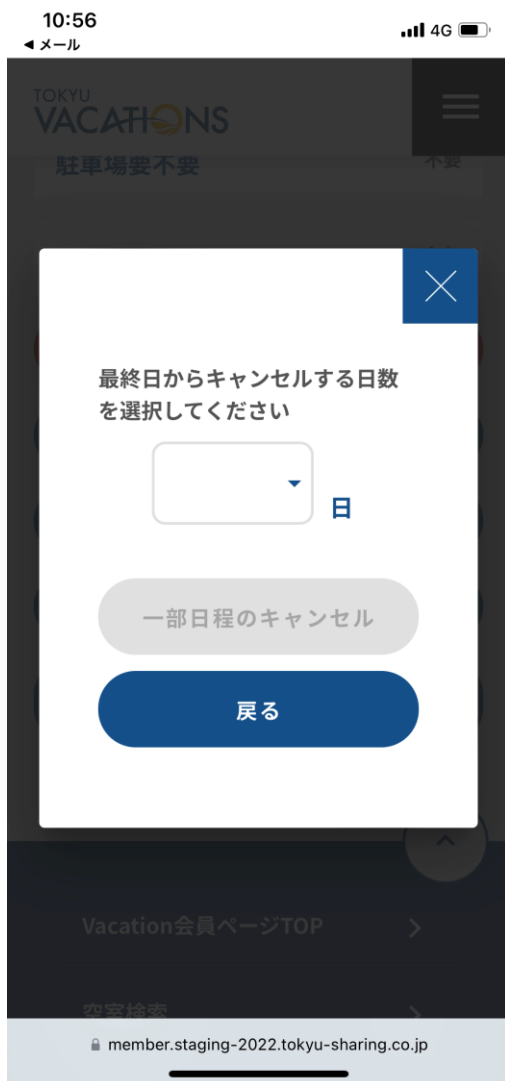 10:56
4G
◀ メール
TOKYU
VACATIONS
駐車場要不要
不要
最終日からキャンセルする日数
を選択してください
日
一部日程のキャンセル
戻る
Vacation会員ページTOP
空室検索
member.staging-2022.tokyu-sharing.co.jp